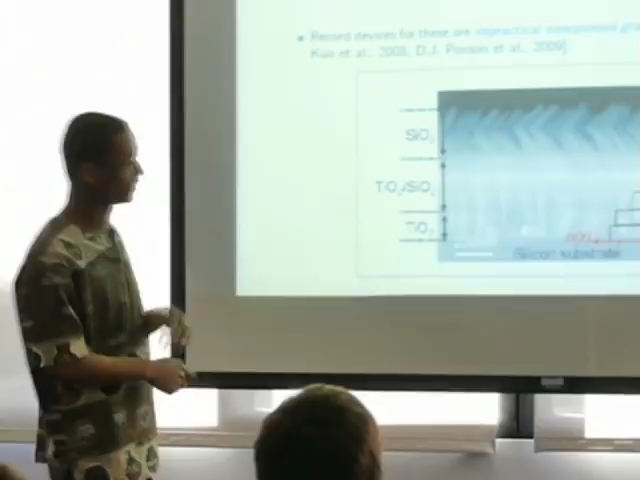 Record devices for these are impractical
Kuo et al., 2008; D.J. Poxson et al., 2009]
SiO2
TiO2/SiO2
TiO2
n(z)
Silicon substrate